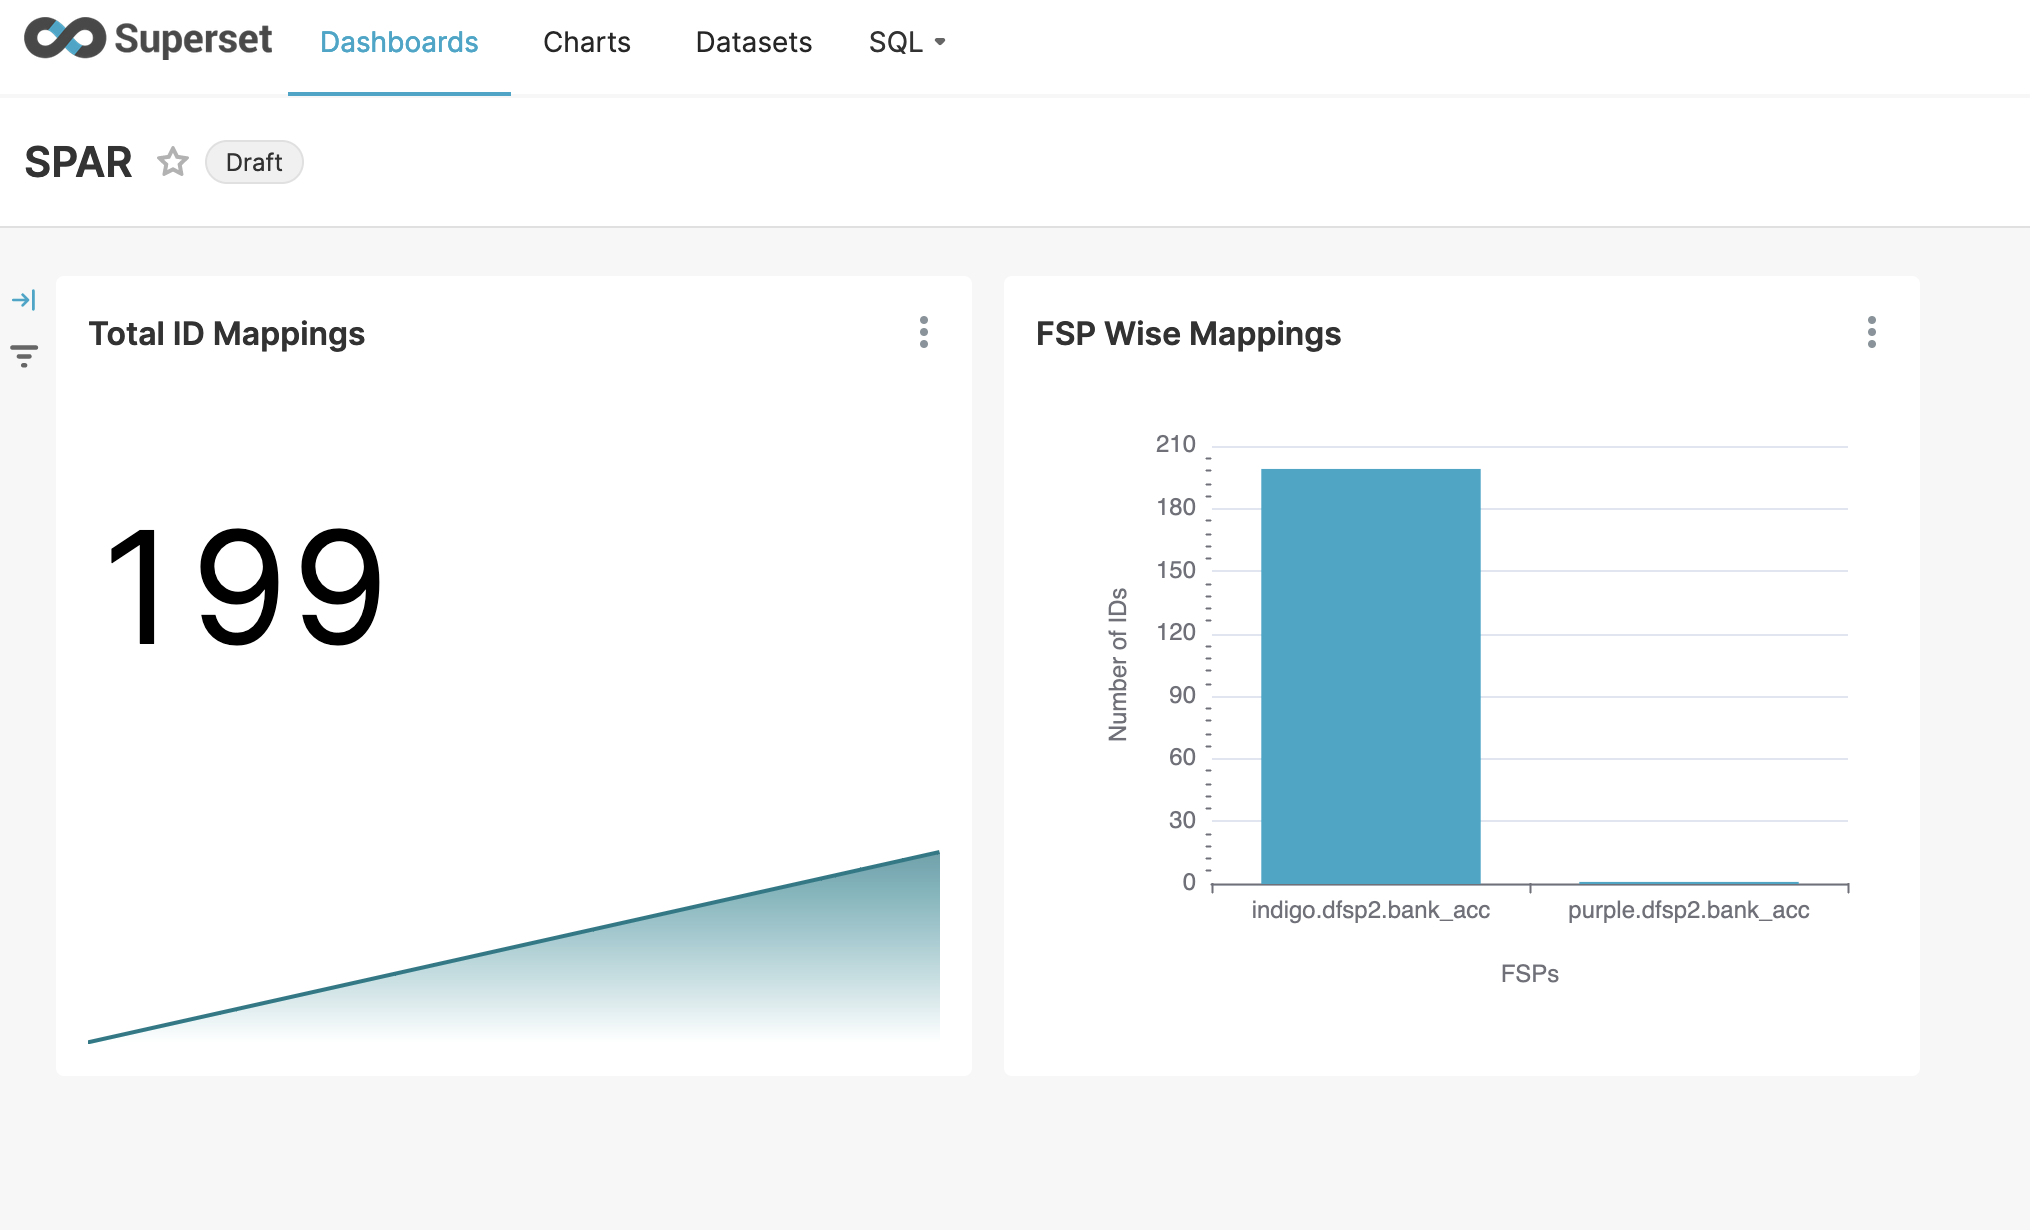 Superset Dashboards Charts Datasets SQL
SPAR Draft
Total ID Mappings
199
FSP Wise Mappings
210
180
150
120
90
60
30
0
Number of IDs
indigo.dfsp2.bank_acc purple.dfsp2.bank_acc
FSPs